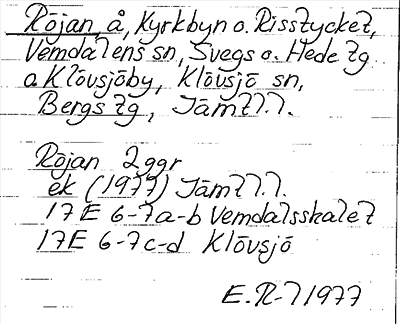 Röjan, å, Kyrkbyn o. Risstycket,
Vemdalens sn, Svegs o. Hede tg
o Klövsjöby, Klövsjö sn,
Bergs tg, Jämtl.l.
Röjan 2ggr
ek (1977) Jämtl.l.
17E 6-7a-b Vemdalsskalet
17E 6-7c-d Klövsjö
E.R-l 1977